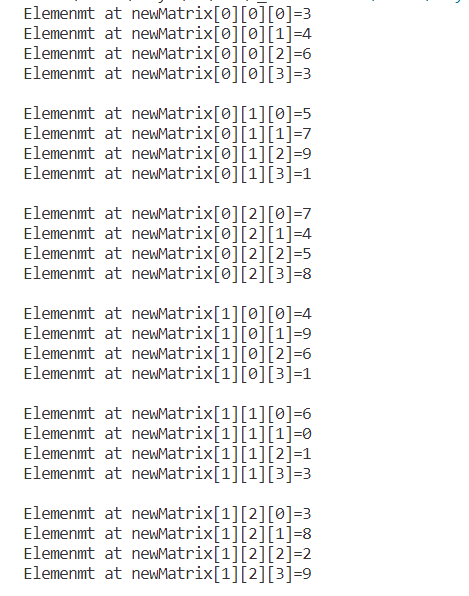 Elemenmt at newMatrix[0][0][0]=3
Elemenmt at newMatrix[0][0][1]=4
Elemenmt at newMatrix[0][0][2]=6
Elemenmt at newMatrix[0][0][3]=3
Elemenmt at newMatrix[0][1][0]=5
Elemenmt at newMatrix[0][1][1]=7
Elemenmt at newMatrix[0][1][2]=9
Elemenmt at newMatrix[0][1][3]=1
Elemenmt at newMatrix[0][2][0]=7
Elemenmt at newMatrix[0][2][1]=4
Elemenmt at newMatrix[0][2][2]=5
Elemenmt at newMatrix[0][2][3]=8
Elemenmt at newMatrix[1][0][0]=4
Elemenmt at newMatrix[1][0][1]=9
Elemenmt at newMatrix[1][0][2]=6
Elemenmt at newMatrix[1][0][3]=1
Elemenmt at newMatrix[1][1][0]=6
Elemenmt at newMatrix[1][1][1]=0
Elemenmt at newMatrix[1][1][2]=1
Elemenmt at newMatrix[1][1][3]=3
Elemenmt at newMatrix[1][2][0]=3
Elemenmt at newMatrix[1][2][1]=8
Elemenmt at newMatrix[1][2][2]=2
Elemenmt at newMatrix[1][2][3]=9